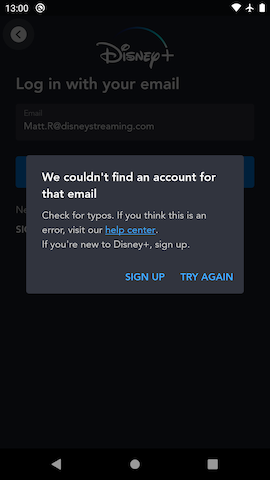 13:00
Disney+
Log in with your email
Email
Matt.R@disneystreaming.com
We couldn't find an account for
that email
Check for typos. If you think this is an
error, visit our help center.
If you're new to Disney+, sign up.
SIGN UP TRY AGAIN